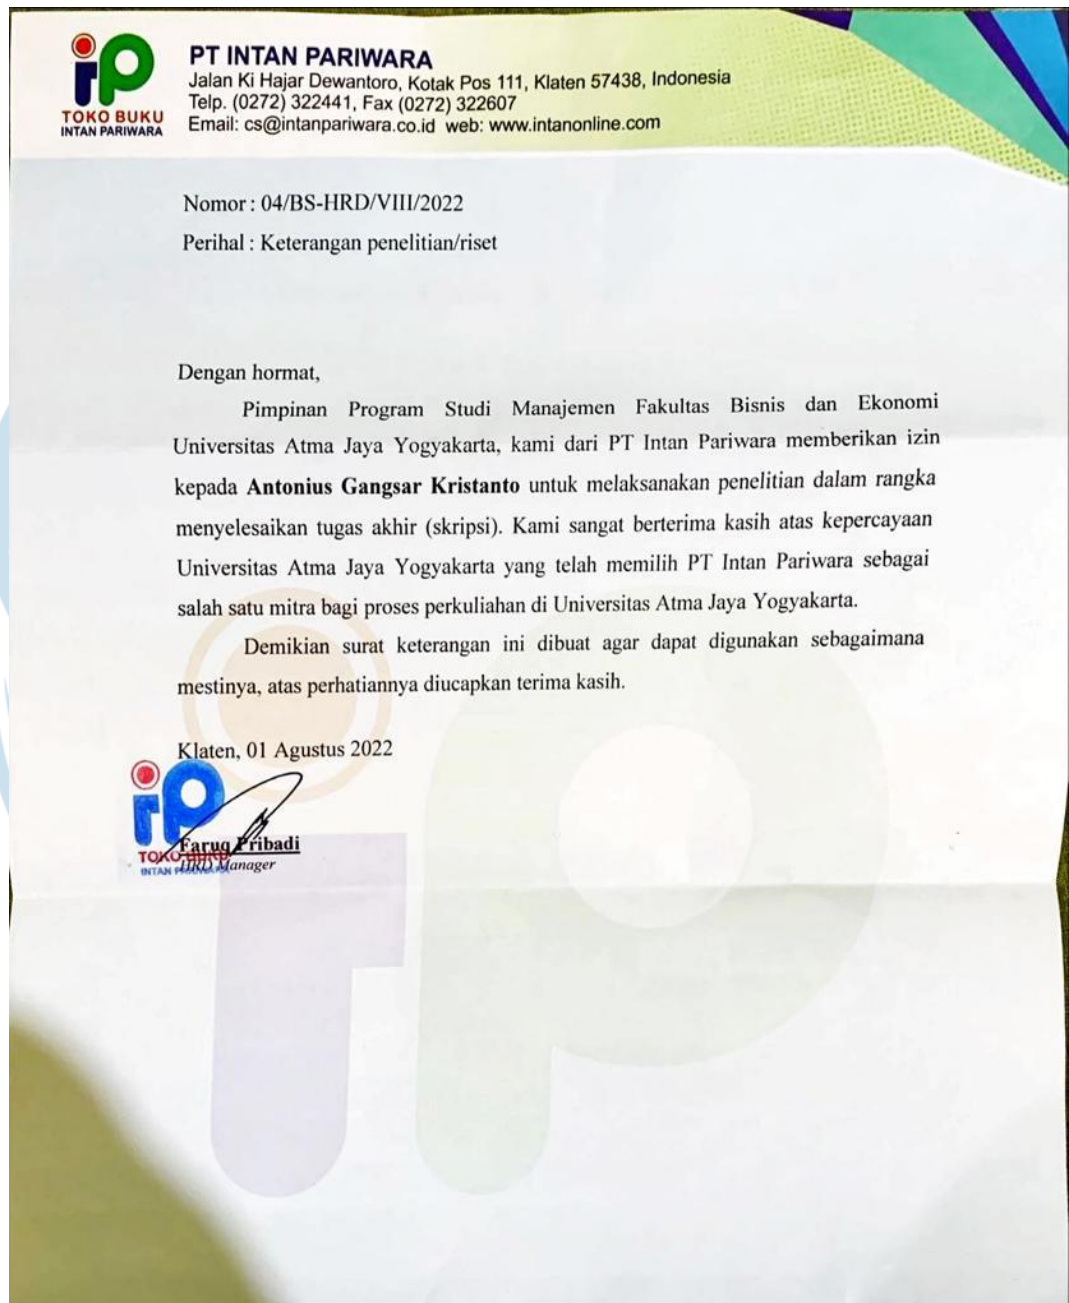 TOKO BUKU
INTAN PARIWARA
PT INTAN PARIWARA
Jalan Ki Hajar Dewantoro, Kotak Pos 111, Klaten 57438, Indonesia
Telp. (0272) 322441, Fax (0272) 322607
Email: cs@intanpariwara.co.id web: www.intanonline.com
Nomor : 04/BS-HRD/VIII/2022
Perihal : Keterangan penelitian/riset
Dengan hormat,
Pimpinan Program Studi Manajemen Fakultas Bisnis dan Ekonomi
Universitas Atma Jaya Yogyakarta, kami dari PT Intan Pariwara memberikan izin
kepada Antonius Gangsar Kristanto untuk melaksanakan penelitian dalam rangka
menyelesaikan tugas akhir (skripsi). Kami sangat berterima kasih atas kepercayaan
Universitas Atma Jaya Yogyakarta yang telah memilih PT Intan Pariwara sebagai
salah satu mitra bagi proses perkuliahan di Universitas Atma Jaya Yogyakarta.
Demikian surat keterangan ini dibuat agar dapat digunakan sebagaimana
mestinya, atas perhatiannya diucapkan terima kasih.
Klaten, 01 Agustus 2022
Faruq Pribadi
HRD Manager
TOKO BUKU
INTAN PARIWARA